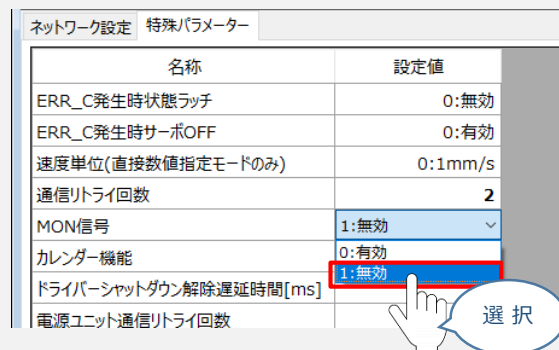 ネットワーク設定 特殊パラメーター
名称 設定値
ERR_C発生時状態ラッチ 0:無効
ERR_C発生時サーボOFF 0:有効
速度単位(直接数値指定モードのみ) 0:1mm/s
通信リトライ回数 2
MON信号 1:無効
カレンダー機能 0:有効
1:無効
ドライバーシャットダウン解除遅延時間[ms]
電源ユニット通信リトライ回数
選択